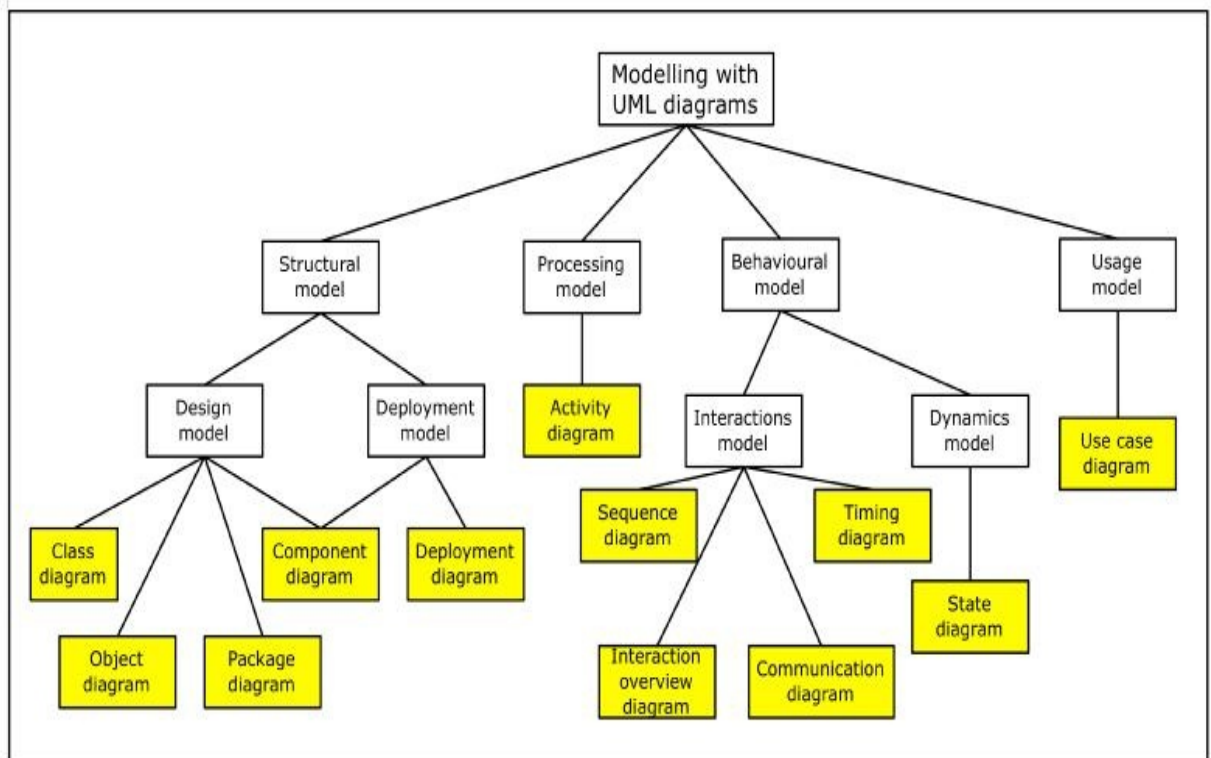 Modelling with
UML diagrams
Structural
model
Processing
model
Behavioural
model
Usage
model
Design
model
Deployment
model
Activity
diagram
Interactions
model
Dynamics
model
Use case
diagram
Sequence
diagram
Timing
diagram
Class
diagram
Component
diagram
Deployment
diagram
State
diagram
Object
diagram
Package
diagram
Interaction
overview
diagram
Communication
diagram